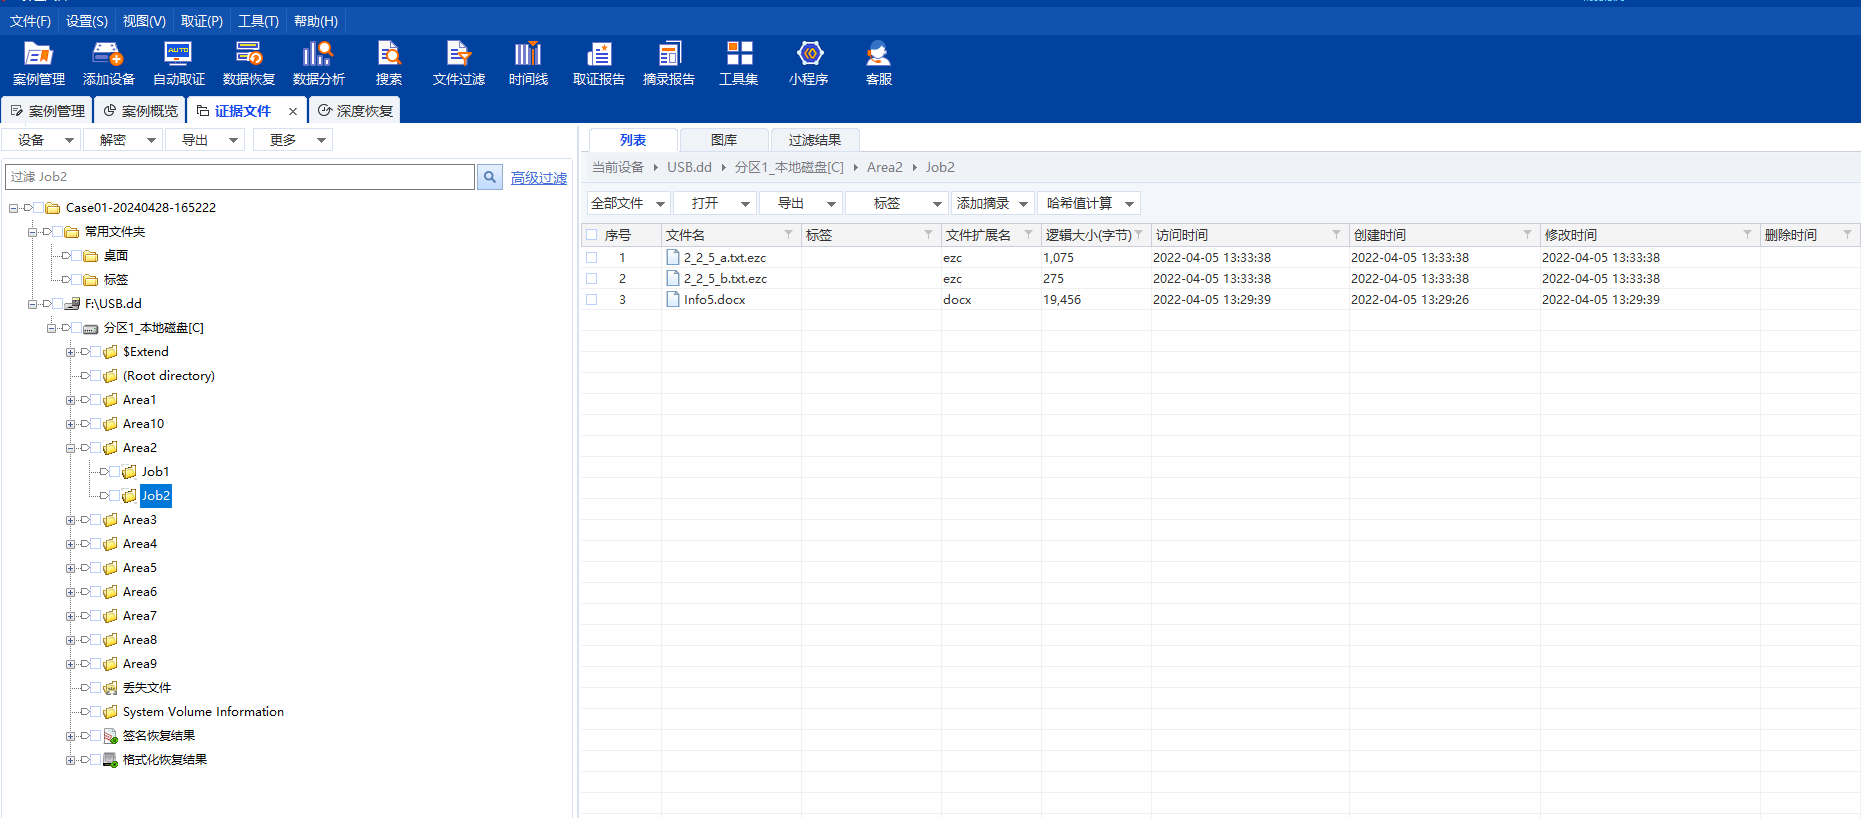 文件(F) 设置(S) 视图(V) 取证(P) 工具(T) 帮助(H)
案例管理 添加设备 自动取证 数据恢复 数据分析 搜索 文件过滤 时间线 取证报告 摘录报告 工具集 小程序 客服
AUTO
案例管理 案例概览 证据文件 × 深度恢复
设备 解密 导出 更多
过滤 Job2 高级过滤
Case01-20240428-165222
常用文件夹
桌面
标签
F:\USB.dd
分区1_本地磁盘[C]
$Extend
(Root directory)
Area1
Area10
Area2
Job1
Job2
Area3
Area4
Area5
Area6
Area7
Area8
Area9
丢失文件
System Volume Information
签名恢复结果
格式化恢复结果
列表 图库 过滤结果
当前设备 USB.dd 分区1_本地磁盘[C] Area2 Job2
全部文件 打开 导出 标签 添加摘录 哈希值计算
序号 文件名 标签 文件扩展名 逻辑大小(字节) 访问时间 创建时间 修改时间 删除时间
1 2_2_5_a.txt.ezc ezc 1,075 2022-04-05 13:33:38 2022-04-05 13:33:38 2022-04-05 13:33:38
2 2_2_5_b.txt.ezc ezc 275 2022-04-05 13:33:38 2022-04-05 13:33:38 2022-04-05 13:33:38
3 Info5.docx docx 19,456 2022-04-05 13:29:39 2022-04-05 13:29:26 2022-04-05 13:29:39